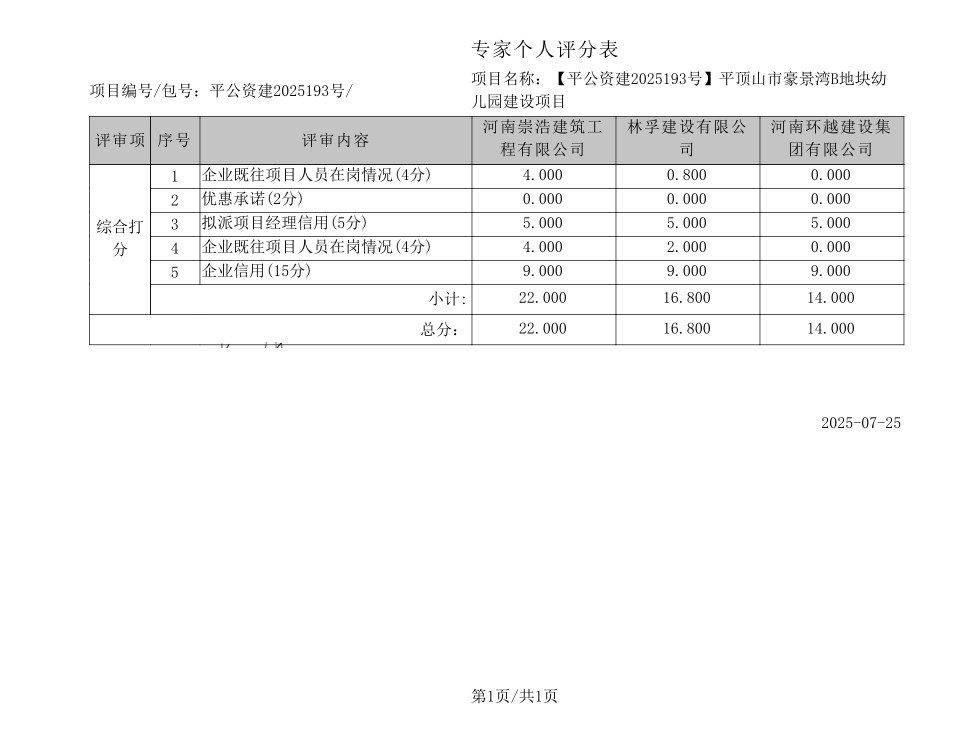 专家个人评分表
项目编号/包号：平公资建2025193号/
项目名称：【平公资建2025193号】平顶山市豪景湾B地块幼
儿园建设项目
评审项 序号 评审内容 河南崇浩建筑工程有限公司 林孚建设有限公司 河南环越建设集团有限公司
综合打分
1 企业既往项目人员在岗情况(4分) 4.000 0.800 0.000
2 优惠承诺(2分) 0.000 0.000 0.000
3 拟派项目经理信用(5分) 5.000 5.000 5.000
4 企业既往项目人员在岗情况(4分) 4.000 2.000 0.000
5 企业信用(15分) 9.000 9.000 9.000
小计: 22.000 16.800 14.000
总分： 22.000 16.800 14.000
2025-07-25
第1页/共1页